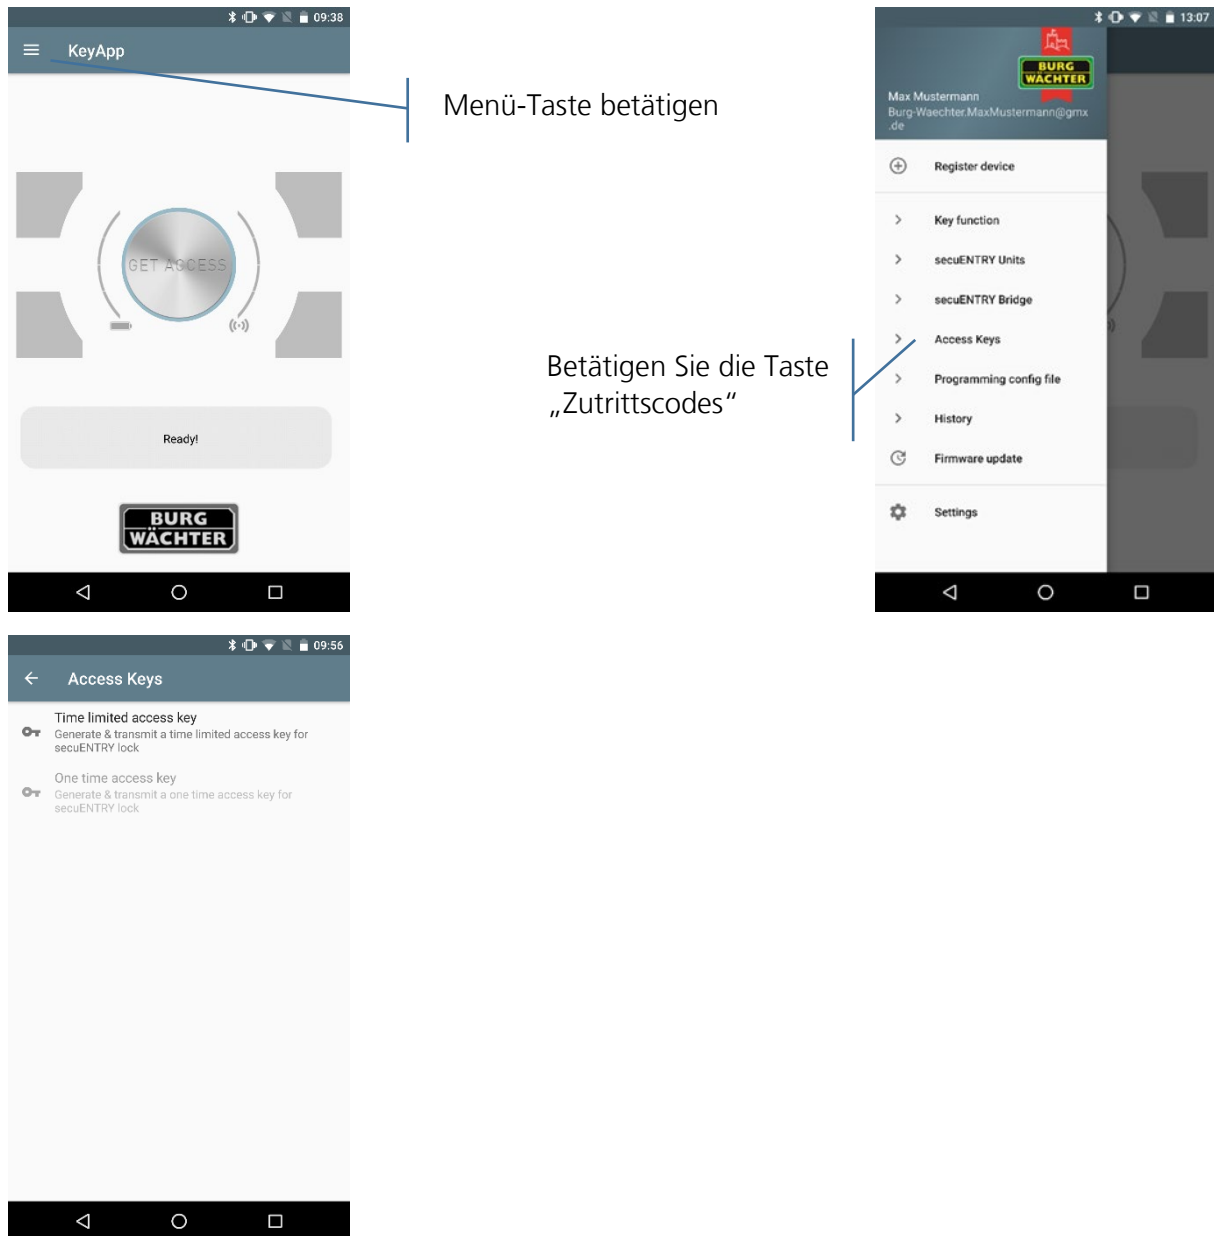 09:38
KeyApp
GET ACCESS
Ready!
BURG
WÄCHTER
Menü-Taste betätigen
13:07
BURG
WÄCHTER
Max Mustermann
Burg-Waechter.MaxMustermann@gmx
.de
Register device
Key function
secuENTRY Units
secuENTRY Bridge
Access Keys
Programming config file
History
Firmware update
Settings
Betätigen Sie die Taste
„Zutrittscodes“
09:56
Access Keys
Time limited access key
Generate & transmit a time limited access key for
secuENTRY lock
One time access key
Generate & transmit a one time access key for
secuENTRY lock